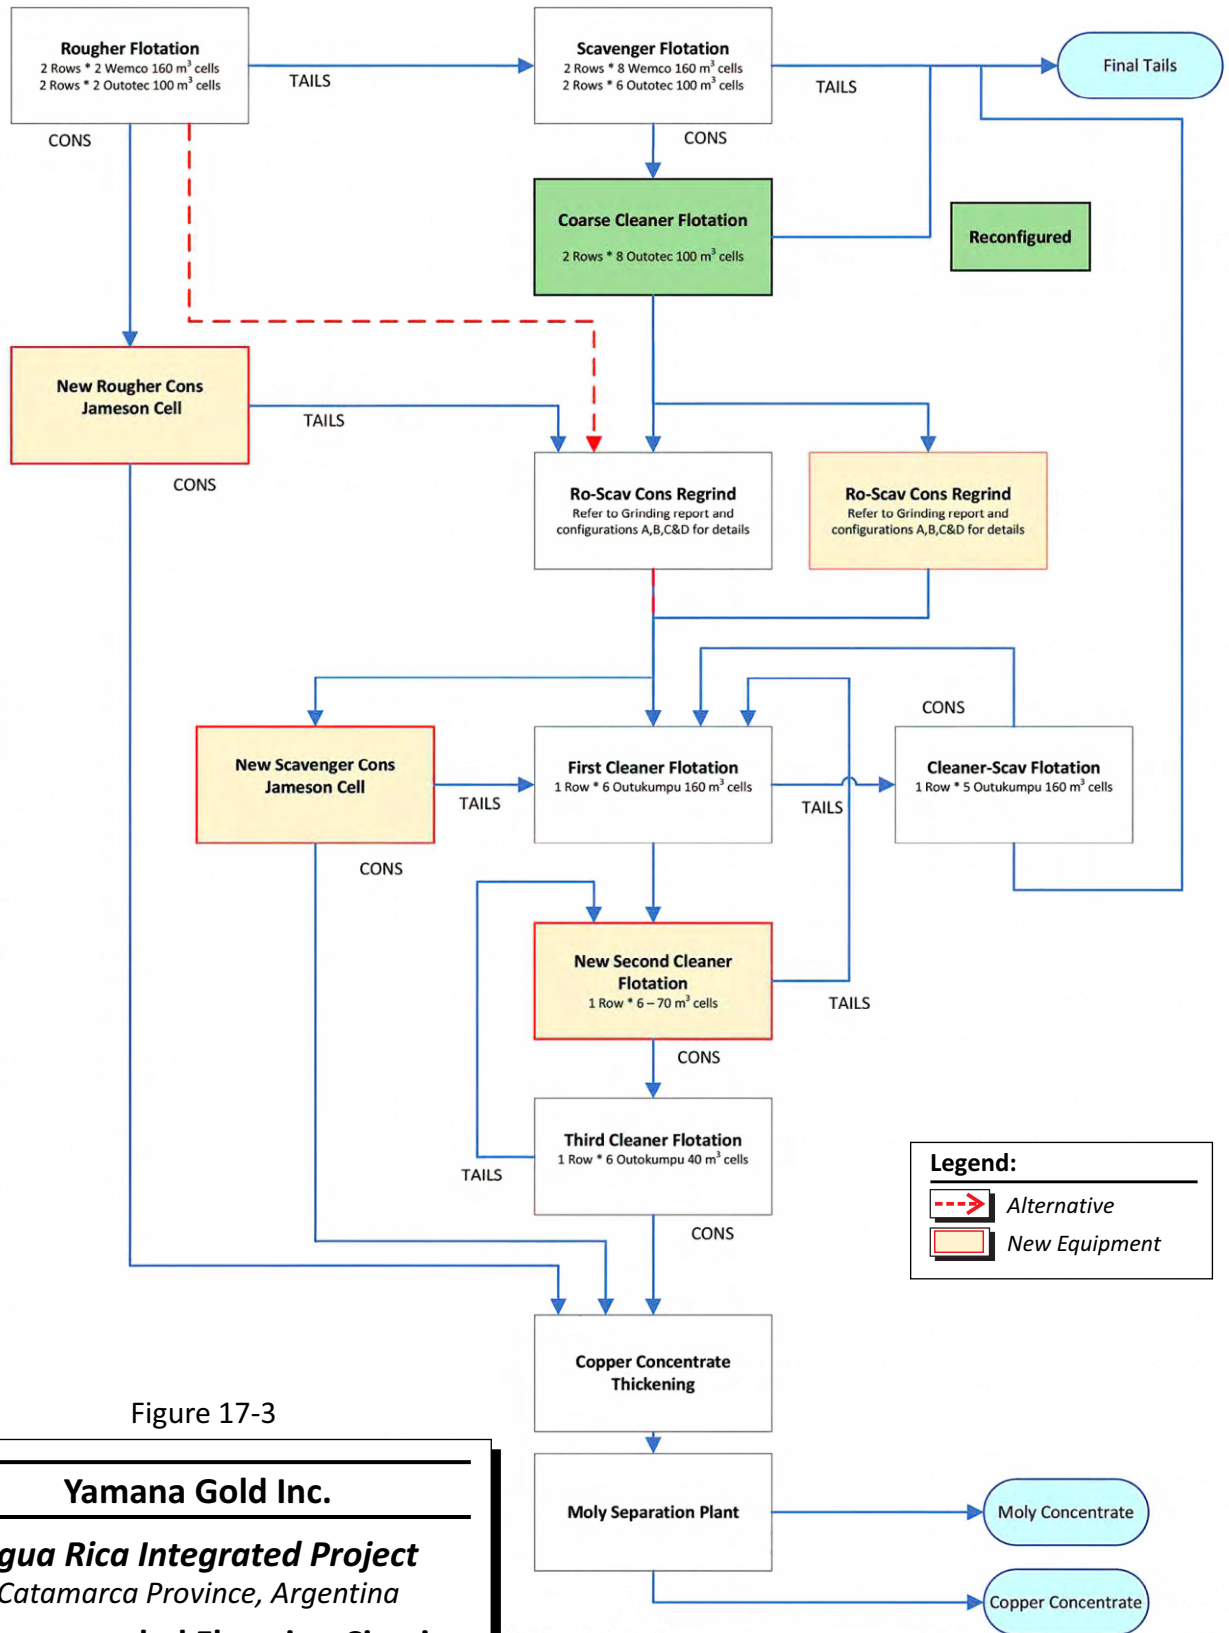 Rougher Flotation
2 Rows * 2 Wemco 160 m³ cells
2 Rows * 2 Outotec 100 m³ cells
TAILS
Scavenger Flotation
2 Rows * 8 Wemco 160 m³ cells
2 Rows * 6 Outotec 100 m³ cells
TAILS
Final Tails
CONS
CONS
Coarse Cleaner Flotation
2 Rows * 8 Outotec 100 m³ cells
Reconfigured
New Rougher Cons
Jameson Cell
TAILS
CONS
Ro-Scav Cons Regrind
Refer to Grinding report and
configurations A,B,C&D for details
Ro-Scav Cons Regrind
Refer to Grinding report and
configurations A,B,C&D for details
New Scavenger Cons
Jameson Cell
TAILS
CONS
First Cleaner Flotation
1 Row * 6 Outukumpu 160 m³ cells
TAILS
CONS
Cleaner-Scav Flotation
1 Row * 5 Outukumpu 160 m³ cells
New Second Cleaner
Flotation
1 Row * 6 – 70 m³ cells
TAILS
CONS
Third Cleaner Flotation
1 Row * 6 Outokumpu 40 m³ cells
TAILS
CONS
Legend:
Alternative
New Equipment
Copper Concentrate
Thickening
Moly Separation Plant
Moly Concentrate
Copper Concentrate
Figure 17-3
Yamana Gold Inc.
gua Rica Integrated Project
Catamarca Province, Argentina